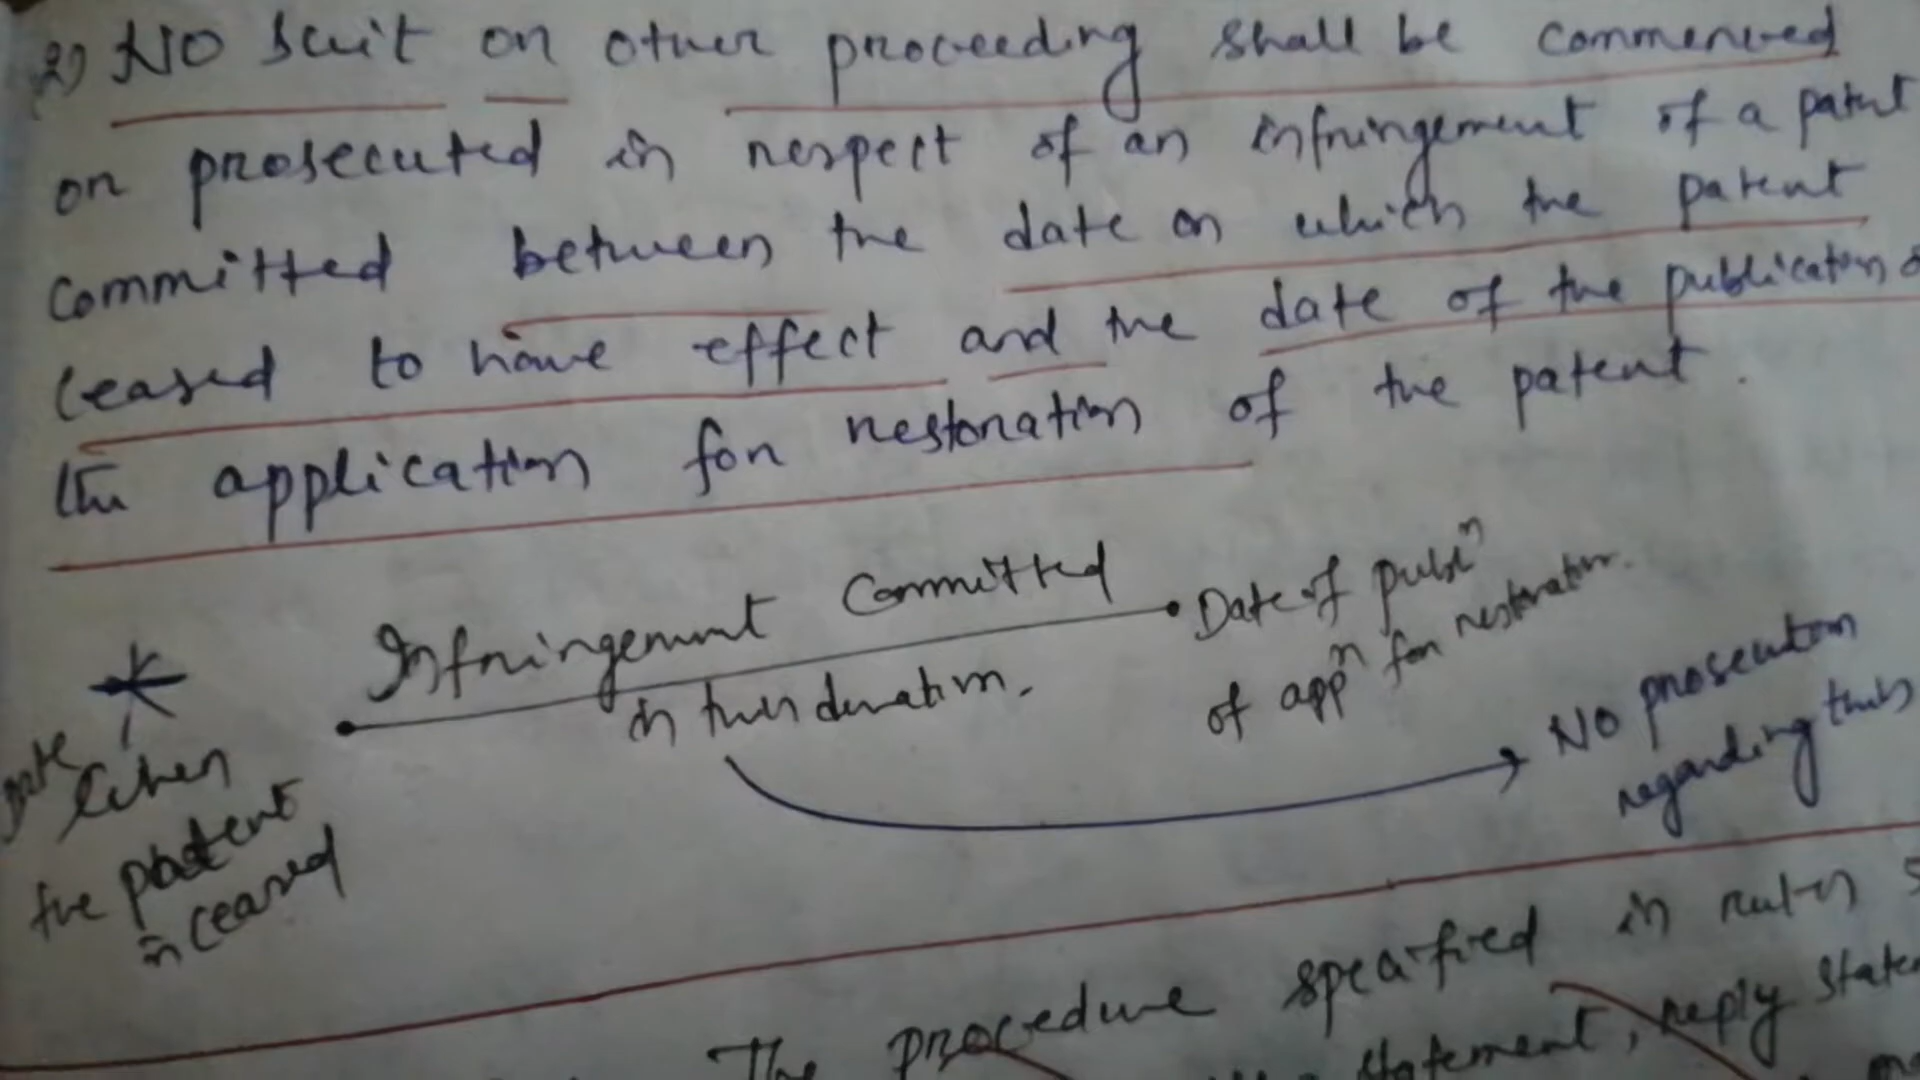 2) No suit or other proceeding shall be commenced
or prosecuted in respect of an infringement of a patent
committed between the date on which the patent
ceased to have effect and the date of the publication
the application for restoration of the patent.
Infringement Committed
in this duration.
Date of publn
of appn for restoration.
No prosecution
regarding this
Date when
the patent
is ceased
The procedure specified in rules
statement, reply